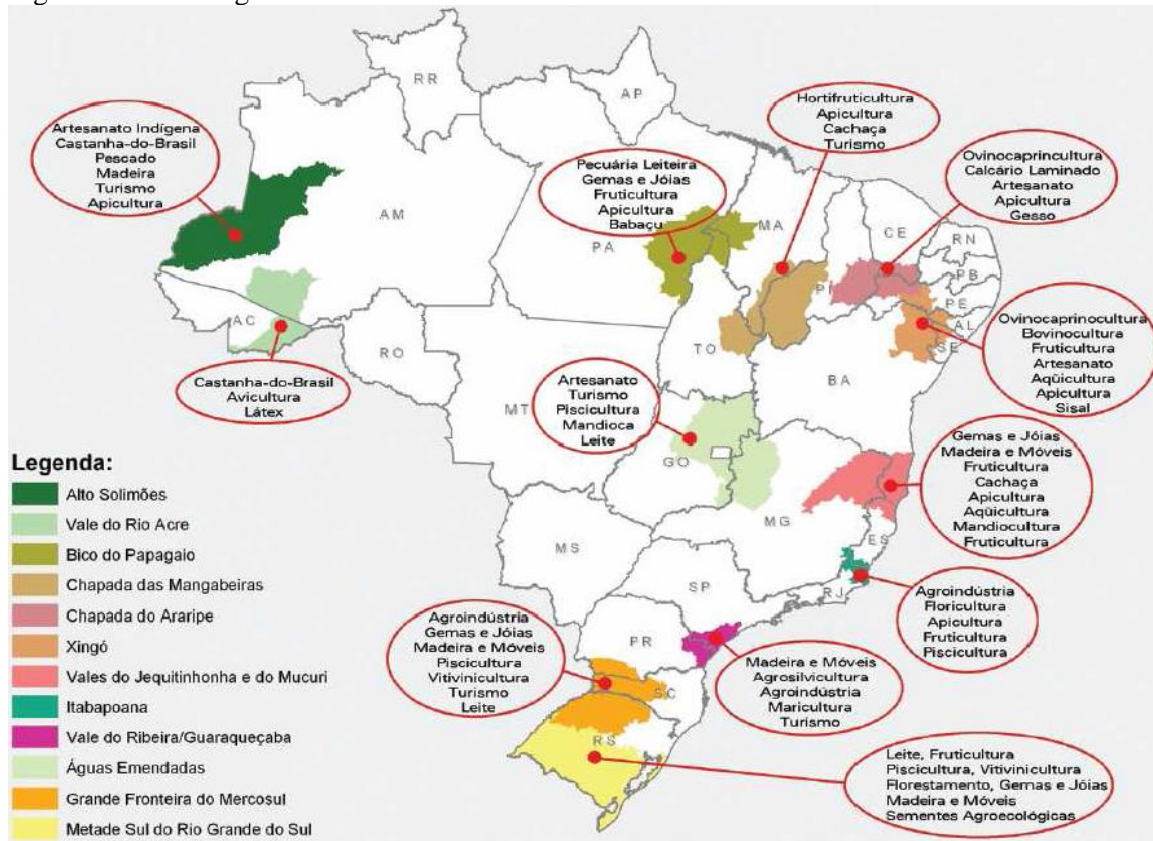 RR
AP
Artesanato Indígena
Castanha-do-Brasil
Pescado
Madeira
Turismo
Apicultura
Hortifruticultura
Apicultura
Cachaça
Turismo
Pecuária Leiteira
Gemas e Jóias
Fruticultura
Apicultura
Babaçu
Ovinocaprincultura
Calcário Laminado
Artesanato
Apicultura
Gesso
AM
PA
MA
CE
RN
PB
PI
PE
AL
SE
AC
RO
TO
BA
MT
Castanha-do-Brasil
Avicultura
Látex
Artesanato
Turismo
Piscicultura
Mandioca
Leite
Ovinocaprinocultura
Bovinocultura
Fruticultura
Artesanato
Aqüicultura
Apicultura
Sisal
GO
MG
ES
MS
SP
RJ
Gemas e Jóias
Madeira e Móveis
Fruticultura
Cachaça
Apicultura
Aqüicultura
Mandiocultura
Fruticultura
Agroindústria
Floricultura
Apicultura
Fruticultura
Piscicultura
PR
SC
RS
Agroindústria
Gemas e Jóias
Madeira e Móveis
Piscicultura
Vitivinicultura
Turismo
Leite
Madeira e Móveis
Agrosilvicultura
Agroindústria
Maricultura
Turismo
Leite, Fruticultura
Piscicultura, Vitivinicultura
Florestamento, Gemas e Jóias
Madeira e Móveis
Sementes Agroecológicas
Legenda:
Alto Solimões
Vale do Rio Acre
Bico do Papagaio
Chapada das Mangabeiras
Chapada do Araripe
Xingó
Vales do Jequitinhonha e do Mucuri
Itabapoana
Vale do Ribeira/Guaraqueçaba
Águas Emendadas
Grande Fronteira do Mercosul
Metade Sul do Rio Grande do Sul